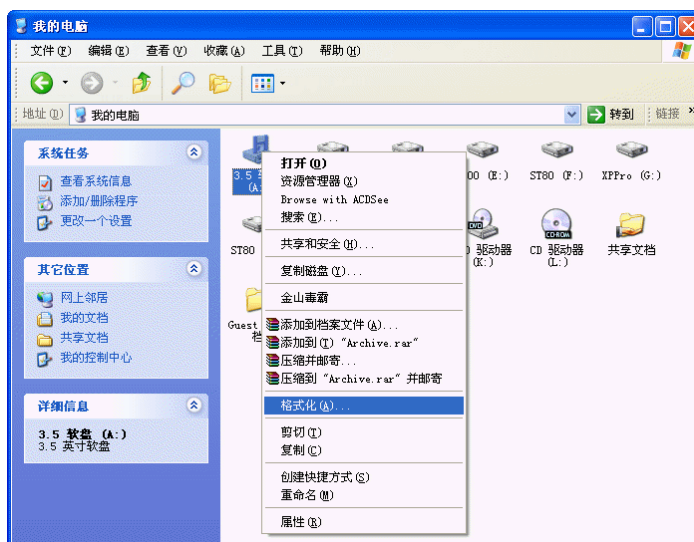 我的电脑
文件(F) 编辑(E) 查看(V) 收藏(A) 工具(T) 帮助(H)
地址(D) 我的电脑 转到 链接 »
系统任务
查看系统信息
添加/删除程序
更改一个设置
其它位置
网上邻居
我的文档
共享文档
我的控制中心
详细信息
3.5 软盘 (A:)
3.5 英寸软盘
3.5
(A:
00 (E:) ST80 (F:) XPPro (G:)
ST80
驱动器 CD 驱动器 共享文档
(K:) (L:)
DVD
CD-ROM
Guest
档
打开(O)
资源管理器(X)
Browse with ACDSee
搜索(E)...
共享和安全(H)...
复制磁盘(Y)...
金山毒霸
添加到档案文件(A)...
添加到(T) "Archive.rar"
压缩并邮寄...
压缩到 "Archive.rar" 并邮寄
格式化(A)...
剪切(T)
复制(C)
创建快捷方式(S)
重命名(M)
属性(R)